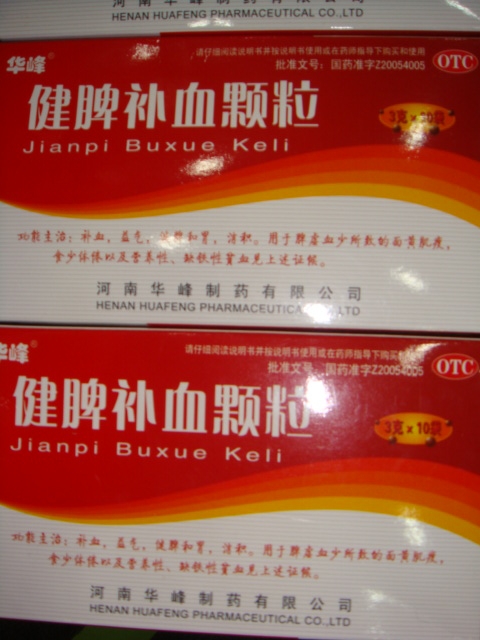 HENAN HUAFENG PHARMACEUTICAL CO.,LTD
华峰®
请仔细阅读说明书并按说明书使用或在药师指导下购买和使用
批准文号：国药准字Z20054005
OTC
健脾补血颗粒
3克×30袋
Jianpi Buxue Keli
功能主治：补血，益气，健脾和胃，消积。用于脾虚血少所致的面黄肌瘦，
食少体倦以及营养性、缺铁性贫血见上述证候。
河南华峰制药有限公司
HENAN HUAFENG PHARMACEUTICAL CO.,LTD
华峰®
请仔细阅读说明书并按说明书使用或在药师指导下购买
批准文号：国药准字Z20054005
OTC
健脾补血颗粒
3克×10袋
Jianpi Buxue Keli
功能主治：补血，益气，健脾和胃，消积。用于脾虚血少所致的面黄肌瘦，
食少体倦以及营养性、缺铁性贫血见上述证候。
河南华峰制药有限公司
HENAN HUAFENG PHARMACEUTICAL CO.,LTD